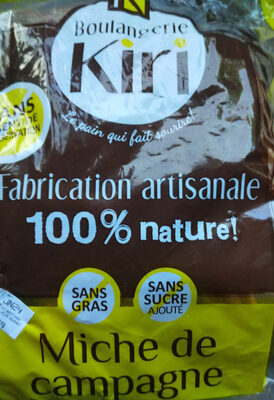 Boulangerie
Kiri
Le pain qui fait sourire!
SANS
Fabrication artisanale
100% nature!
SANS
GRAS
SANS
SUCRE
AJOUTÉ
Miche de
campagne